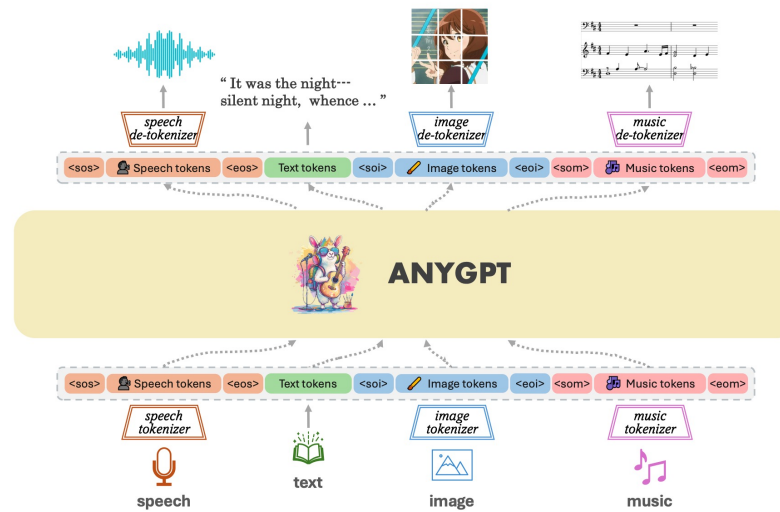 “ It was the night---
silent night, whence ... ”
speech
de-tokenizer
image
de-tokenizer
music
de-tokenizer
<sos> Speech tokens <eos> Text tokens <soi> Image tokens <eoi> <som> Music tokens <eom>
ANYGPT
<sos> Speech tokens <eos> Text tokens <soi> Image tokens <eoi> <som> Music tokens <eom>
speech
tokenizer
image
tokenizer
music
tokenizer
speech
text
image
music